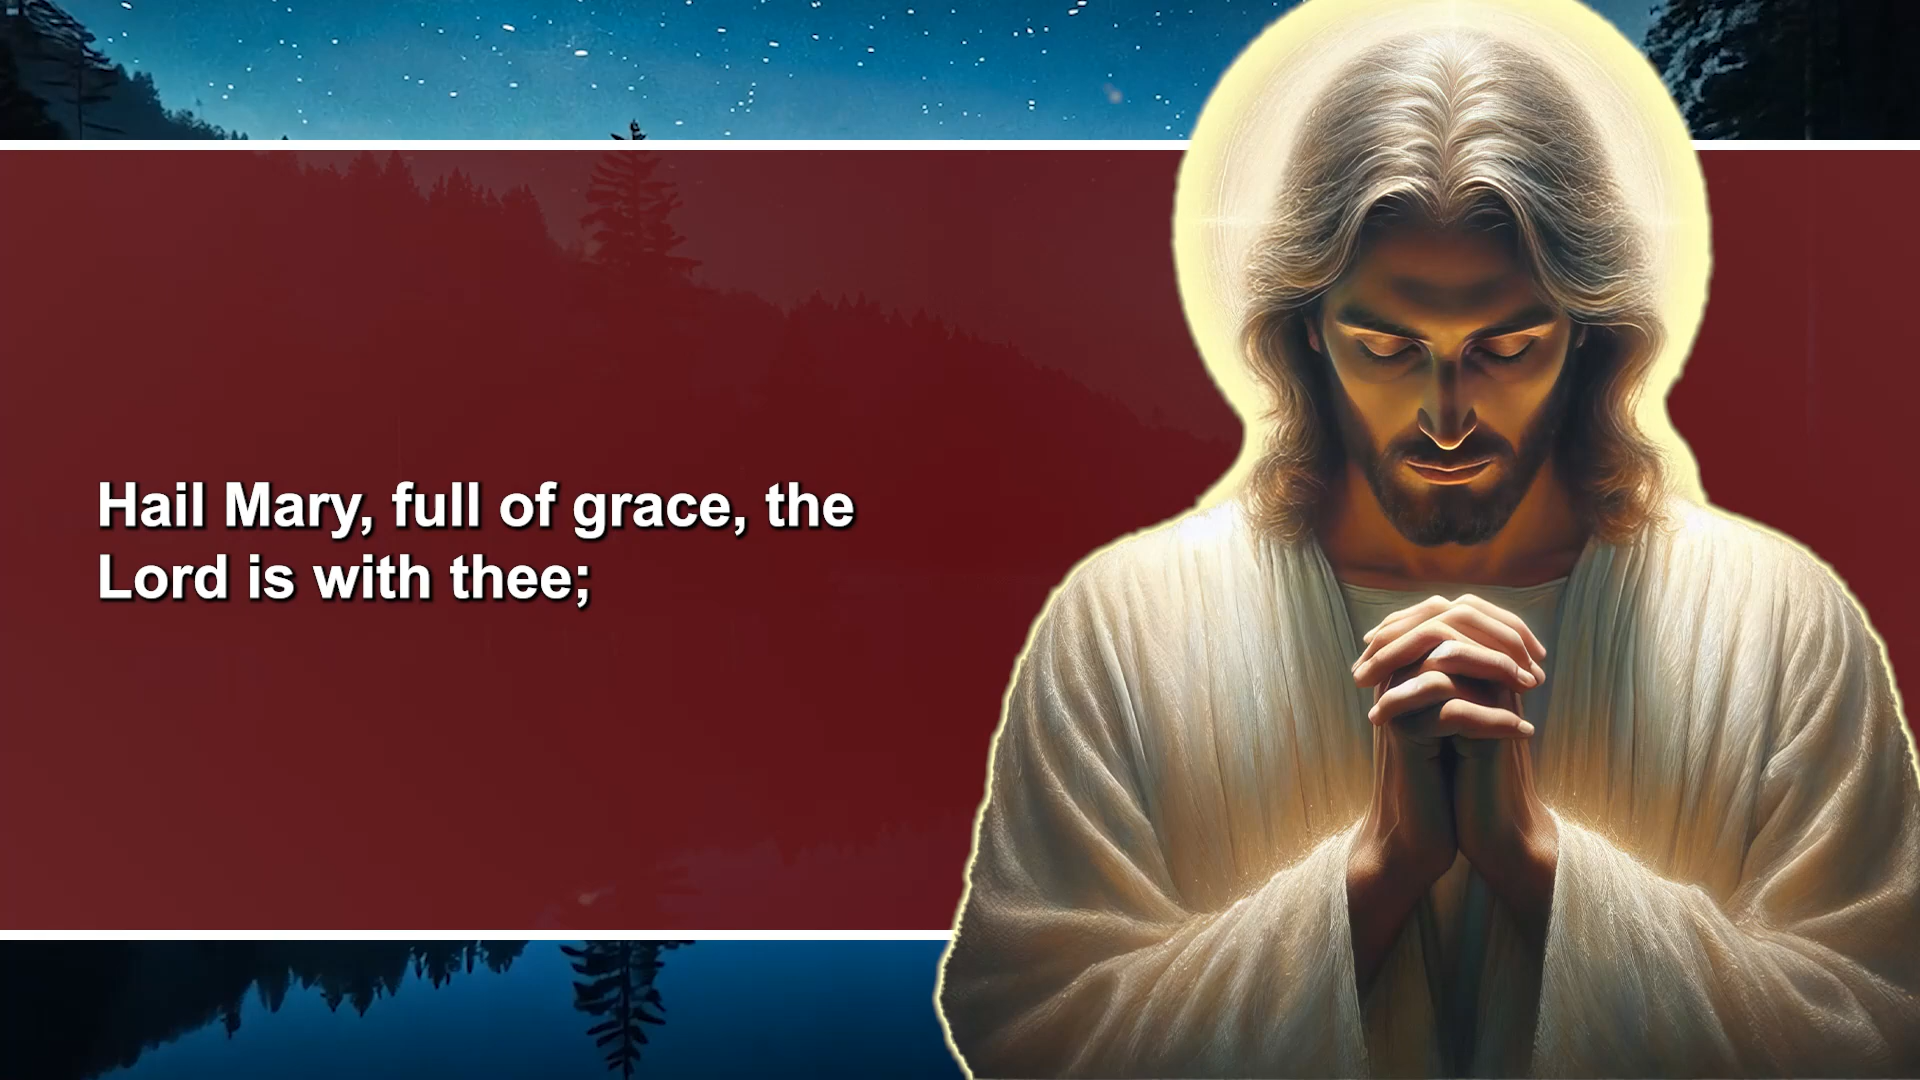 Hail Mary, full of grace, the
Lord is with thee;